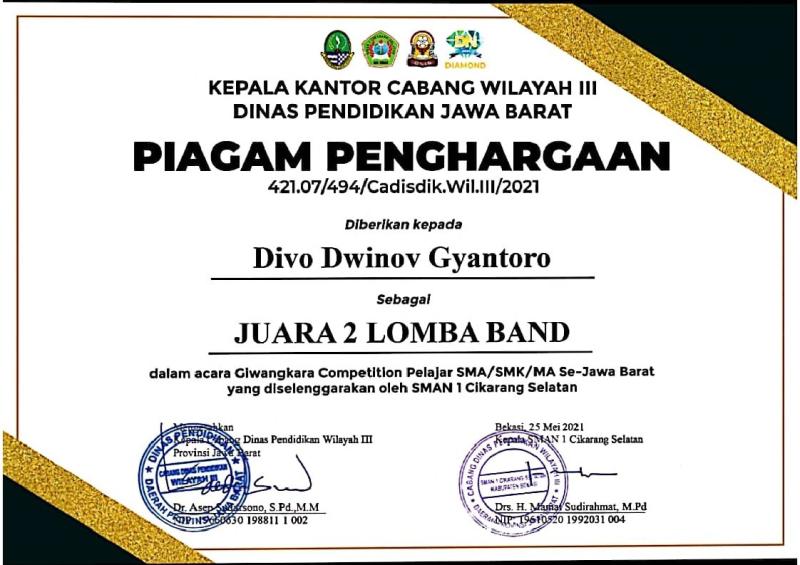 DN
DIAMOND
KEPALA KANTOR CABANG WILAYAH III
DINAS PENDIDIKAN JAWA BARAT
PIAGAM PENGHARGAAN
421.07/494/Cadisdik.Wil.III/2021
Diberikan kepada
Divo Dwinov Gyantoro
Sebagai
JUARA 2 LOMBA BAND
dalam acara Giwangkara Competition Pelajar SMA/SMK/MA Se-Jawa Barat
yang diselenggarakan oleh SMAN 1 Cikarang Selatan
Kepala Cabang Dinas Pendidikan Wilayah III
Provinsi Jawa Barat
DINAS PENDIDIKAN
CABANG DINAS PENDIDIKAN
WILAYAH III
DAERAH PROVINSI JAWA BARAT
Dr. Asep Sudarsono, S.Pd.,M.M
198811 1 002
Bekasi, 25 Mei 2021
Kepala SMAN 1 Cikarang Selatan
CABANG DINAS PENDIDIKAN WILAYAH III
SMAN 1 CIKARANG SELATAN
KABUPATEN BEKASI
Drs. H. Mamat Sudirahmat, M.Pd
NIP. 19610520 1992031 004